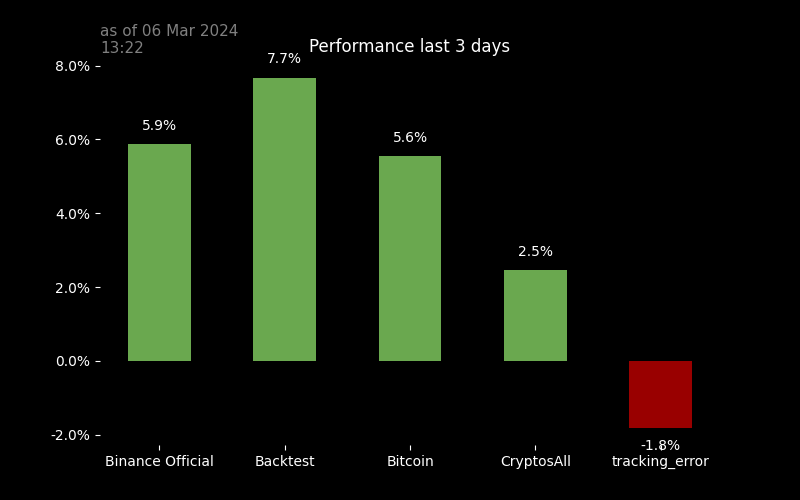 as of 06 Mar 2024
13:22
Performance last 3 days
8.0%
6.0%
4.0%
2.0%
0.0%
-2.0%
5.9%
7.7%
5.6%
2.5%
-1.8%
Binance Official
Backtest
Bitcoin
CryptosAll
tracking_error